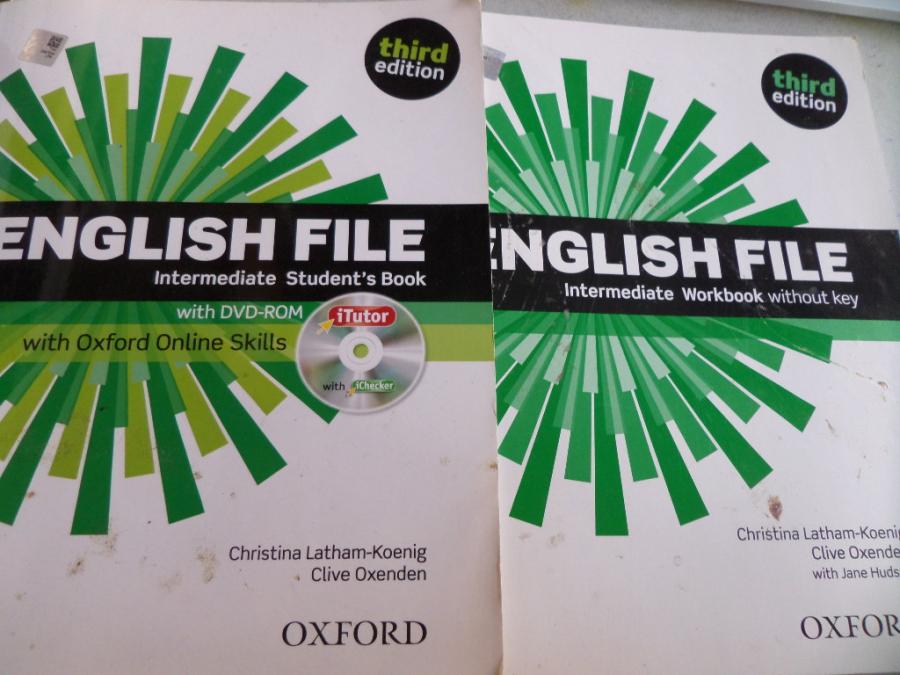 third
edition
ENGLISH FILE
Intermediate Student's Book
with DVD-ROM
with Oxford Online Skills
iTutor
with iChecker
Christina Latham-Koenig
Clive Oxenden
OXFORD
third
edition
ENGLISH FILE
Intermediate Workbook without key
Christina Latham-Koenig
Clive Oxende
with Jane Huds
OXFOR